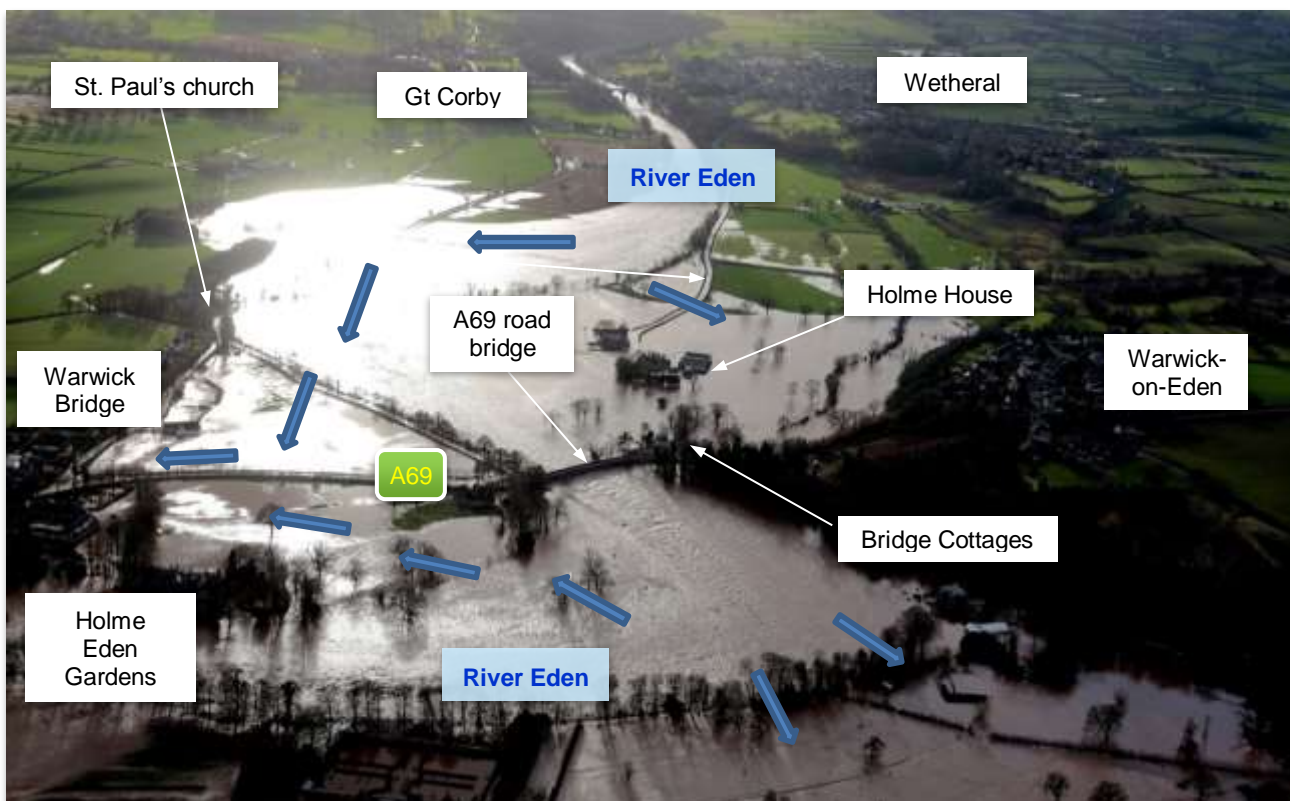 St. Paul's church
Gt Corby
Wetheral
River Eden
Holme House
A69 road
bridge
Warwick
Bridge
Warwick-
on-Eden
A69
Bridge Cottages
Holme
Eden
Gardens
River Eden